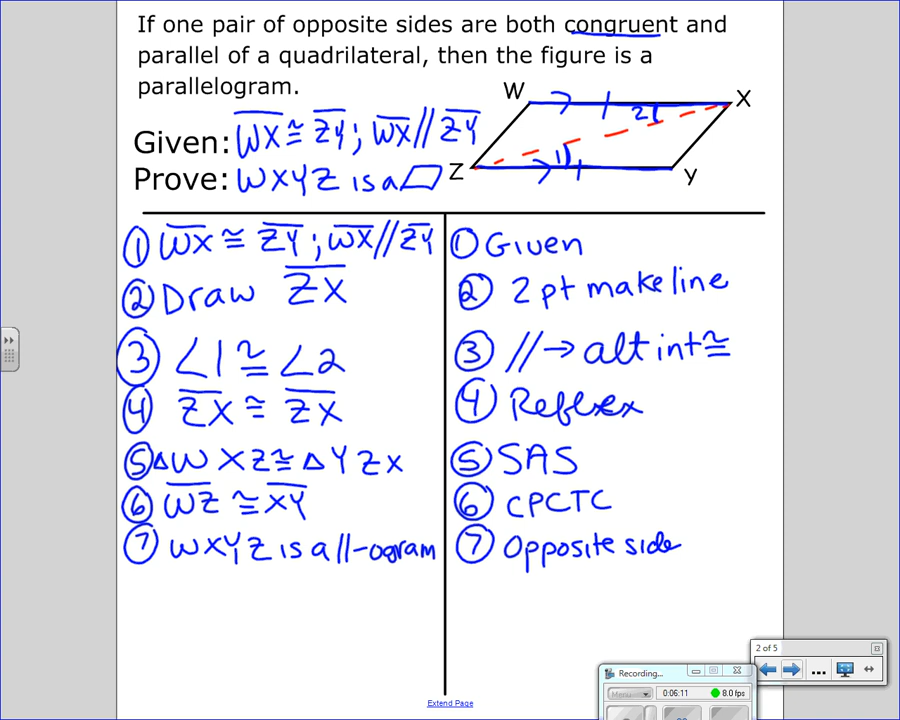 If one pair of opposite sides are both congruent and
parallel of a quadrilateral, then the figure is a
parallelogram.
Given: WX ≅ ZY ; WX // ZY
Prove: WXYZ is a ▱
W
X
Z
Y
2
1
① WX ≅ ZY ; WX // ZY
① Given
② Draw ZX
② 2 pt make line
③ ∠1 ≅ ∠2
③ // → alt int ≅
④ ZX ≅ ZX
④ Reflex
⑤ △WXZ ≅ △YZX
⑤ SAS
⑥ WZ ≅ XY
⑥ CPCTC
⑦ WXYZ is a //-ogram
⑦ Opposite side
Extend Page
2 of 5
...
Recording...
Menu
0:06:11
8.0 fps